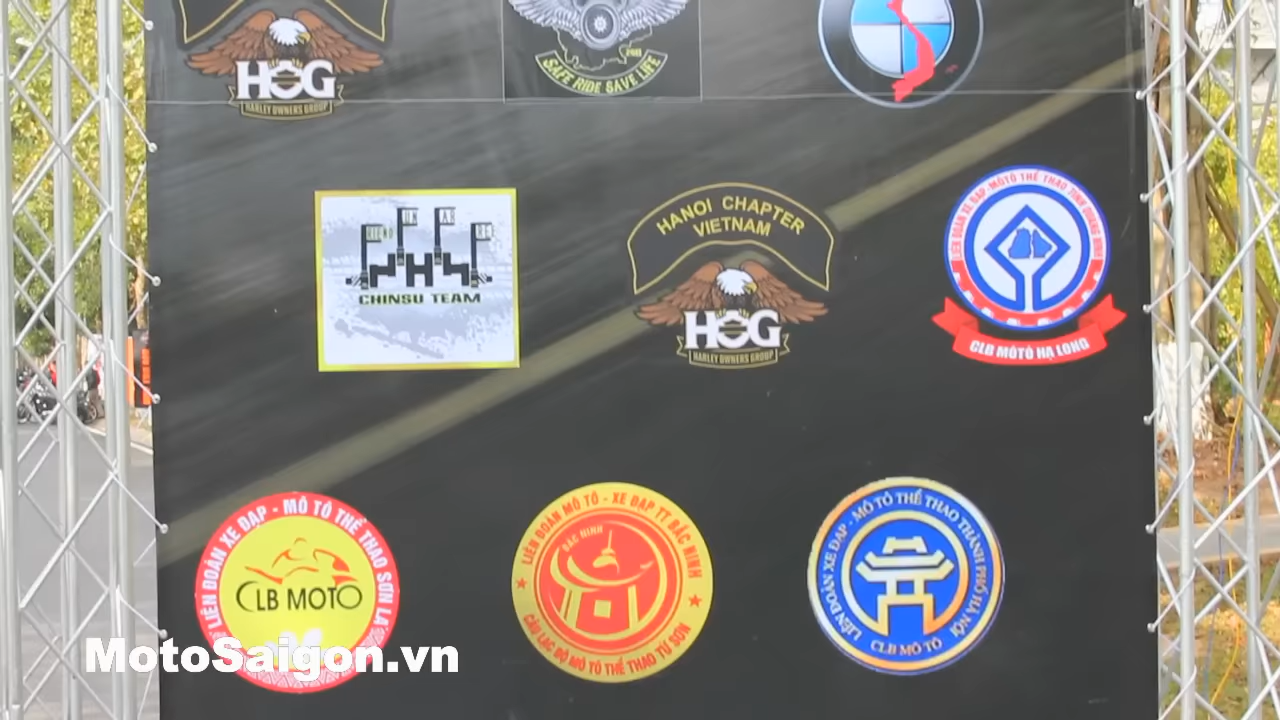 HOG
HARLEY OWNERS GROUP
SAFE RIDE SAVE LIFE
CHINSU TEAM
HANOI CHAPTER
VIETNAM
HOG
HARLEY OWNERS GROUP
LIÊN ĐOÀN XE ĐẠP-MÔTÔ THỂ THAO TỈNH QUẢNG NINH
CLB MÔTÔ HẠ LONG
LIÊN ĐOÀN XE ĐẠP - MÔ TÔ THỂ THAO SƠN LA
CLB MOTO
LIÊN ĐOÀN MÔ TÔ - XE ĐẠP TT BẮC NINH
BẮC NINH
CÂU LẠC BỘ MÔ TÔ THỂ THAO TỪ SƠN
LIÊN ĐOÀN XE ĐẠP - MÔ TÔ THỂ THAO THÀNH PHỐ HÀ NỘI
CLB MÔ TÔ
MotoSaigon.vn